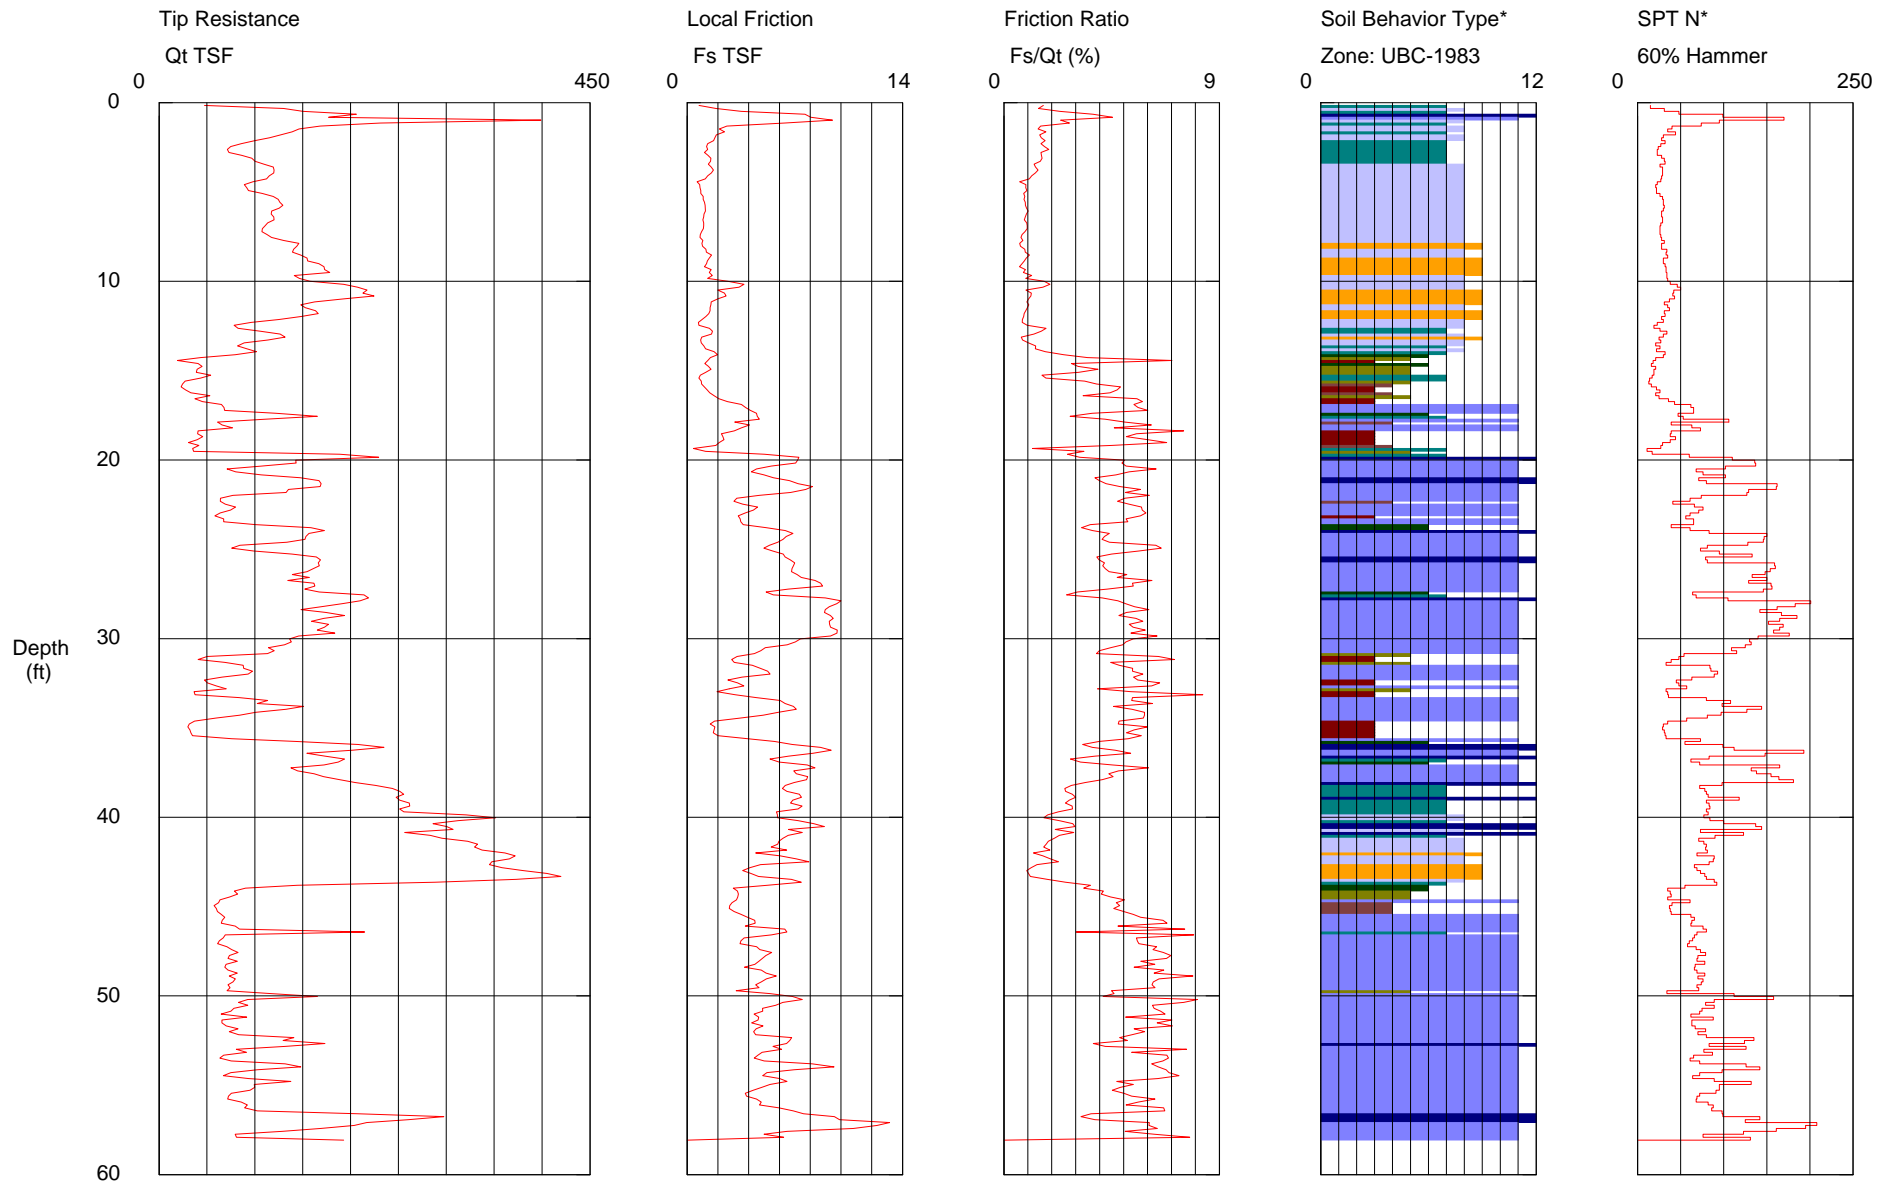 Tip Resistance
Qt TSF
0 450
Local Friction
Fs TSF
0 14
Friction Ratio
Fs/Qt (%)
0 9
Soil Behavior Type*
Zone: UBC-1983
0 12
SPT N*
60% Hammer
0 250
0
10
20
30
40
50
60
Depth
(ft)